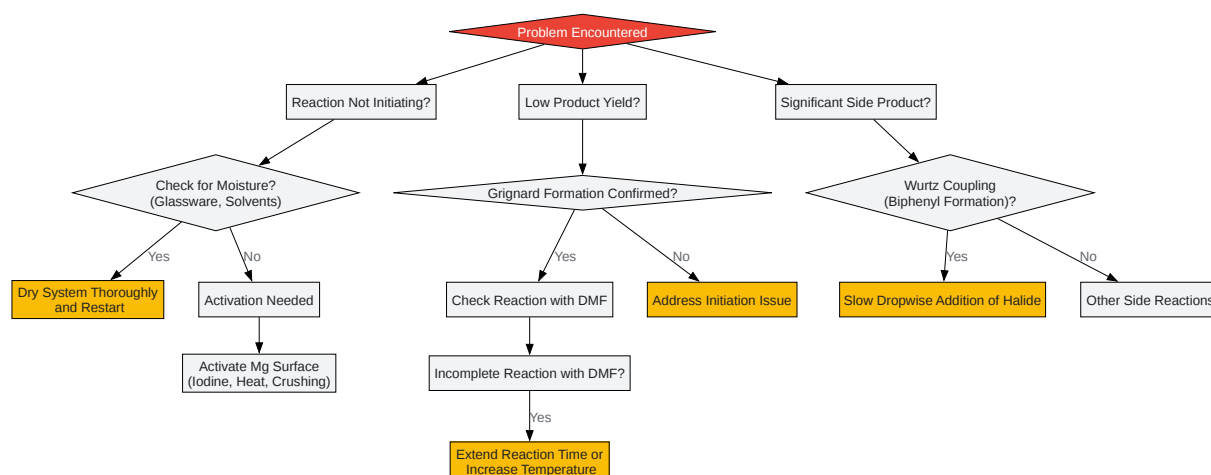 Problem Encountered
Reaction Not Initiating?
Low Product Yield?
Significant Side Product?
Check for Moisture?
(Glassware, Solvents)
Grignard Formation Confirmed?
Wurtz Coupling
(Biphenyl Formation)?
Yes
No
Yes
No
Yes
No
Dry System Thoroughly
and Restart
Activation Needed
Check Reaction with DMF
Address Initiation Issue
Slow Dropwise Addition of Halide
Other Side Reactions
Activate Mg Surface
(Iodine, Heat, Crushing)
Incomplete Reaction with DMF?
Yes
Extend Reaction Time or
Increase Temperature